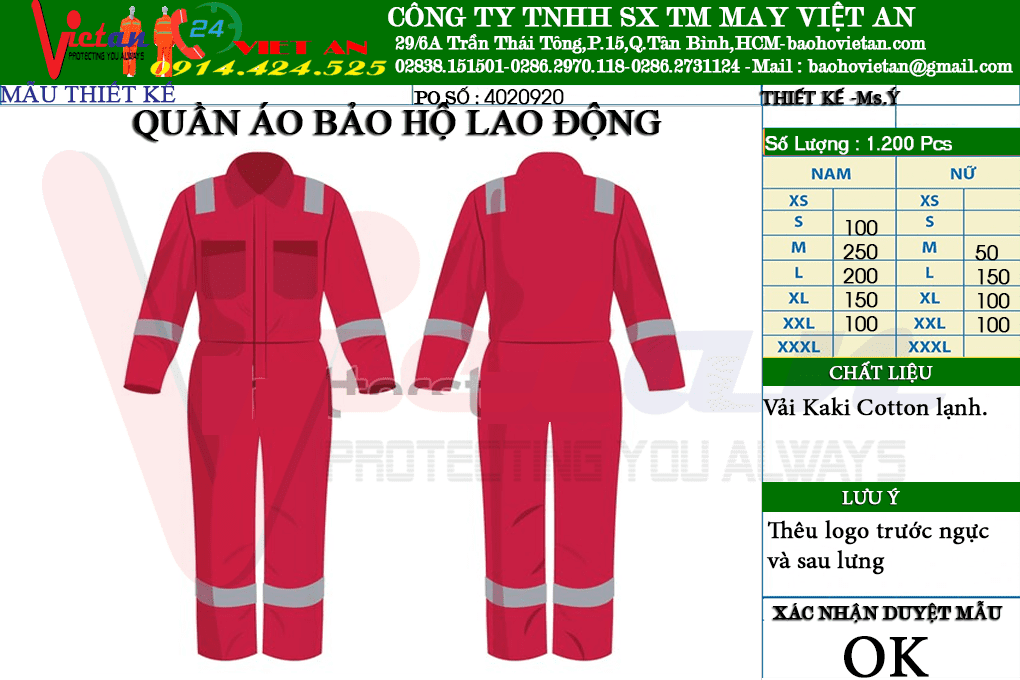 Việtan
24
VIET AN
PROTECTING YOU ALWAYS
0914.424.525
CÔNG TY TNHH SX TM MAY VIỆT AN
29/6A Trần Thái Tông,P.15,Q.Tân Bình,HCM-baohovietan.com
02838.151501-0286.2970.118-0286.2731124 -Mail : baohovietan@gmail.com
MẪU THIẾT KẾ
PO SỐ : 4020920
THIẾT KẾ -Ms.Ý
QUẦN ÁO BẢO HỘ LAO ĐỘNG
Số Lượng : 1.200 Pcs
NAM NỮ
XS XS
S 100 S
M 250 M 50
L 200 L 150
XL 150 XL 100
XXL 100 XXL 100
XXXL XXXL
CHẤT LIỆU
Vải Kaki Cotton lạnh.
PROTECTING YOU ALWAYS
LƯU Ý
Thêu logo trước ngực
và sau lưng
XÁC NHẬN DUYỆT MẪU
OK